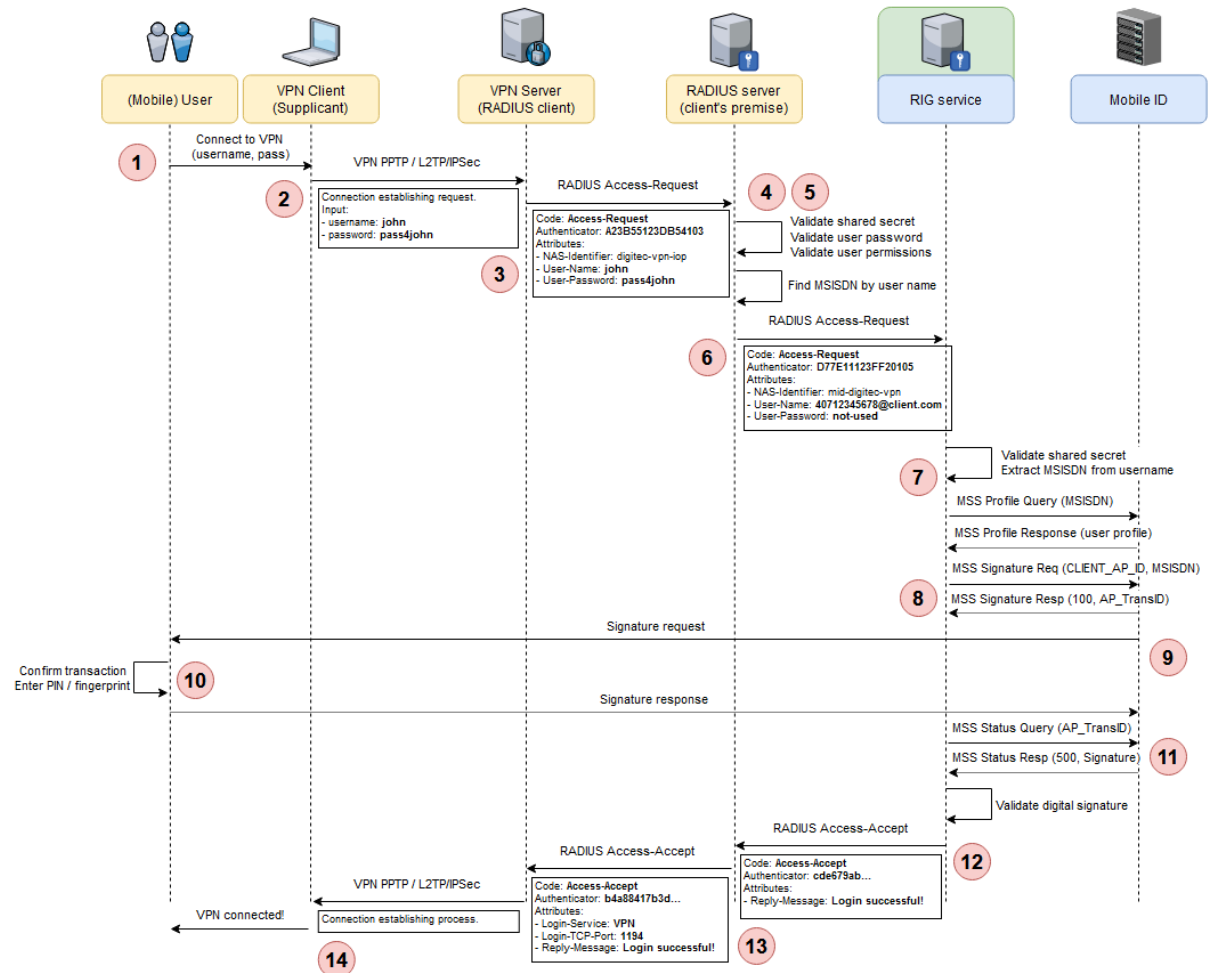 (Mobile) User
VPN Client
(Supplicant)
VPN Server
(RADIUS client)
RADIUS server
(client's premise)
RIG service
Mobile ID
1
Connect to VPN
(username, pass)
2
VPN PPTP / L2TP/IPSec
Connection establishing request.
Input:
- username: john
- password: pass4john
3
RADIUS Access-Request
Code: Access-Request
Authenticator: A23B55123DB54103
Attributes:
- NAS-Identifier: digitec-vpn-iop
- User-Name: john
- User-Password: pass4john
4
5
Validate shared secret
Validate user password
Validate user permissions
Find MSISDN by user name
RADIUS Access-Request
6
Code: Access-Request
Authenticator: D77E11123FF20105
Attributes:
- NAS-Identifier: mid-digitec-vpn
- User-Name: 40712345678@client.com
- User-Password: not-used
7
Validate shared secret
Extract MSISDN from username
MSS Profile Query (MSISDN)
MSS Profile Response (user profile)
MSS Signature Req (CLIENT_AP_ID, MSISDN)
8
MSS Signature Resp (100, AP_TransID)
Signature request
9
Confirm transaction
Enter PIN / fingerprint
10
Signature response
MSS Status Query (AP_TransID)
11
MSS Status Resp (500, Signature)
Validate digital signature
RADIUS Access-Accept
12
Code: Access-Accept
Authenticator: cde679ab...
Attributes:
- Reply-Message: Login successful!
RADIUS Access-Accept
Code: Access-Accept
Authenticator: b4a88417b3d...
Attributes:
- Login-Service: VPN
- Login-TCP-Port: 1194
- Reply-Message: Login successful!
13
VPN PPTP / L2TP/IPSec
Connection establishing process.
VPN connected!
14